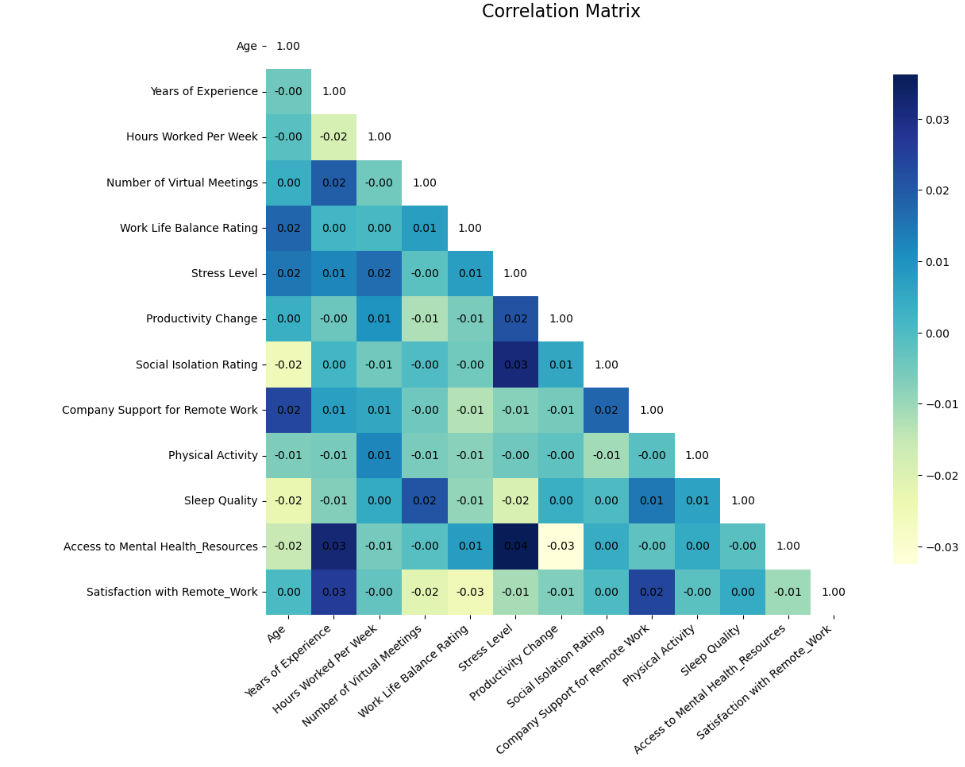 Correlation Matrix
Age 1.00
Years of Experience -0.00 1.00
Hours Worked Per Week -0.00 -0.02 1.00
Number of Virtual Meetings 0.00 0.02 -0.00 1.00
Work Life Balance Rating 0.02 0.00 0.00 0.01 1.00
Stress Level 0.02 0.01 0.02 -0.00 0.01 1.00
Productivity Change 0.00 -0.00 0.01 -0.01 -0.01 0.02 1.00
Social Isolation Rating -0.02 0.00 -0.01 -0.00 -0.00 0.03 0.01 1.00
Company Support for Remote Work 0.02 0.01 0.01 -0.00 -0.01 -0.01 -0.01 0.02 1.00
Physical Activity -0.01 -0.01 0.01 -0.01 -0.01 -0.00 -0.00 -0.01 -0.00 1.00
Sleep Quality -0.02 -0.01 0.00 0.02 -0.01 -0.02 0.00 0.00 0.01 0.01 1.00
Access to Mental Health_Resources -0.02 0.03 -0.01 -0.00 0.01 0.04 -0.03 0.00 -0.00 0.00 -0.00 1.00
Satisfaction with Remote_Work 0.00 0.03 -0.00 -0.02 -0.03 -0.01 -0.01 0.00 0.02 -0.00 0.00 -0.01 1.00
Age
Years of Experience
Hours Worked Per Week
Number of Virtual Meetings
Work Life Balance Rating
Stress Level
Productivity Change
Social Isolation Rating
Company Support for Remote Work
Physical Activity
Sleep Quality
Access to Mental Health_Resources
Satisfaction with Remote_Work
0.03
0.02
0.01
0.00
−0.01
−0.02
−0.03